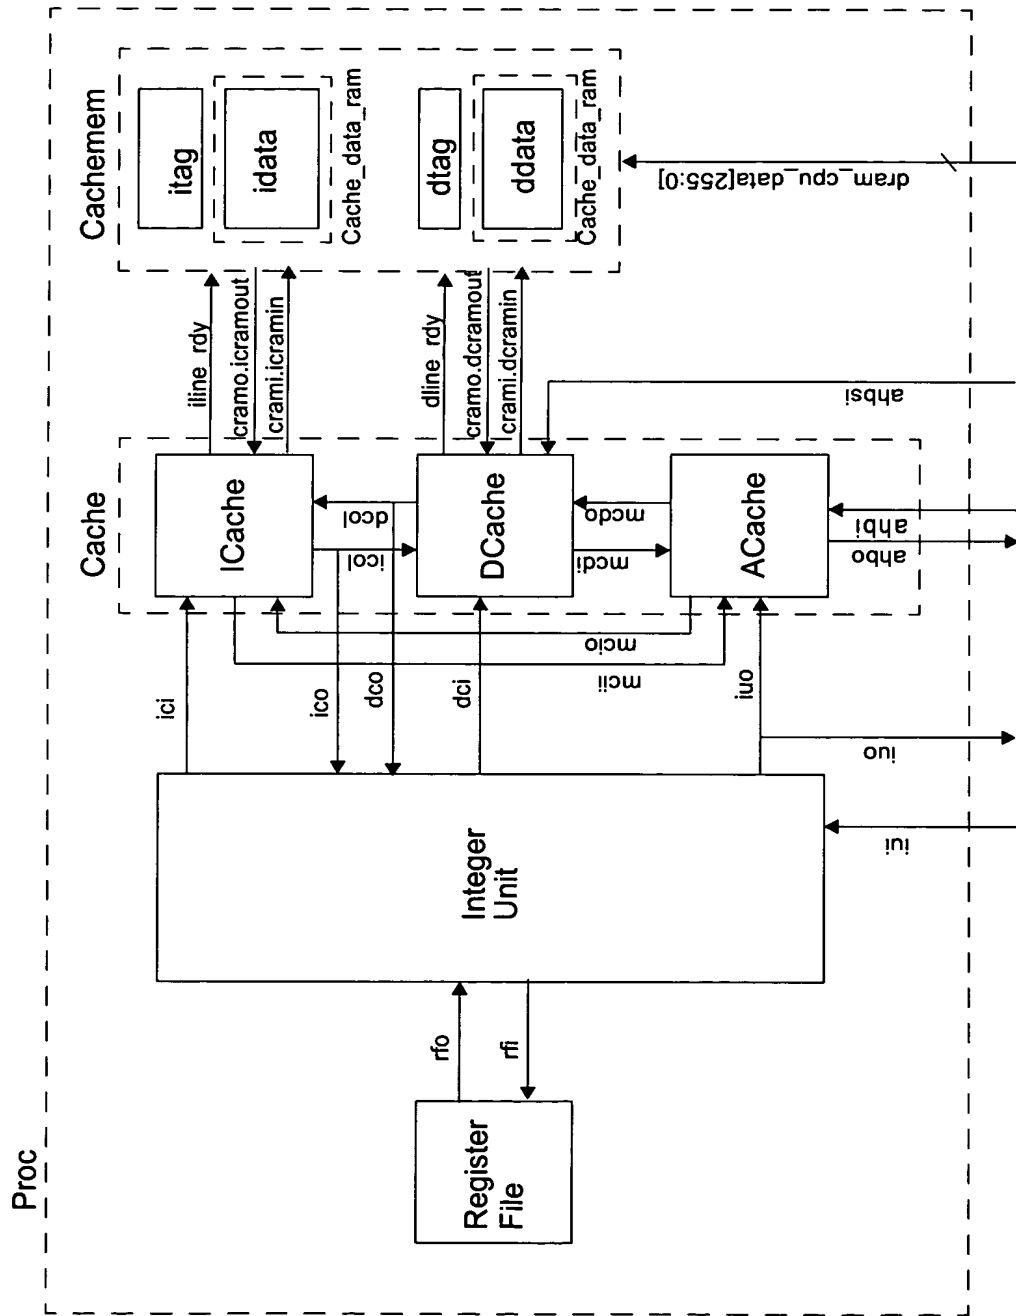 Proc
Cachemem
itag
idata
Cache_data_ram
dtag
ddata
Cache_data_ram
dram_cpu_data[255:0]
iline_rdy
cramo.icramout
crami.icramin
dline_rdy
cramo.dcramout
crami.dcramin
ahbsi
Cache
ICache
dcol
icol
DCache
mcdo
mcdi
ACache
ahbi
ahbo
mcio
mcii
ici
ico
dco
dci
iuo
iuo
iui
Integer
Unit
rfo
rfi
Register
File